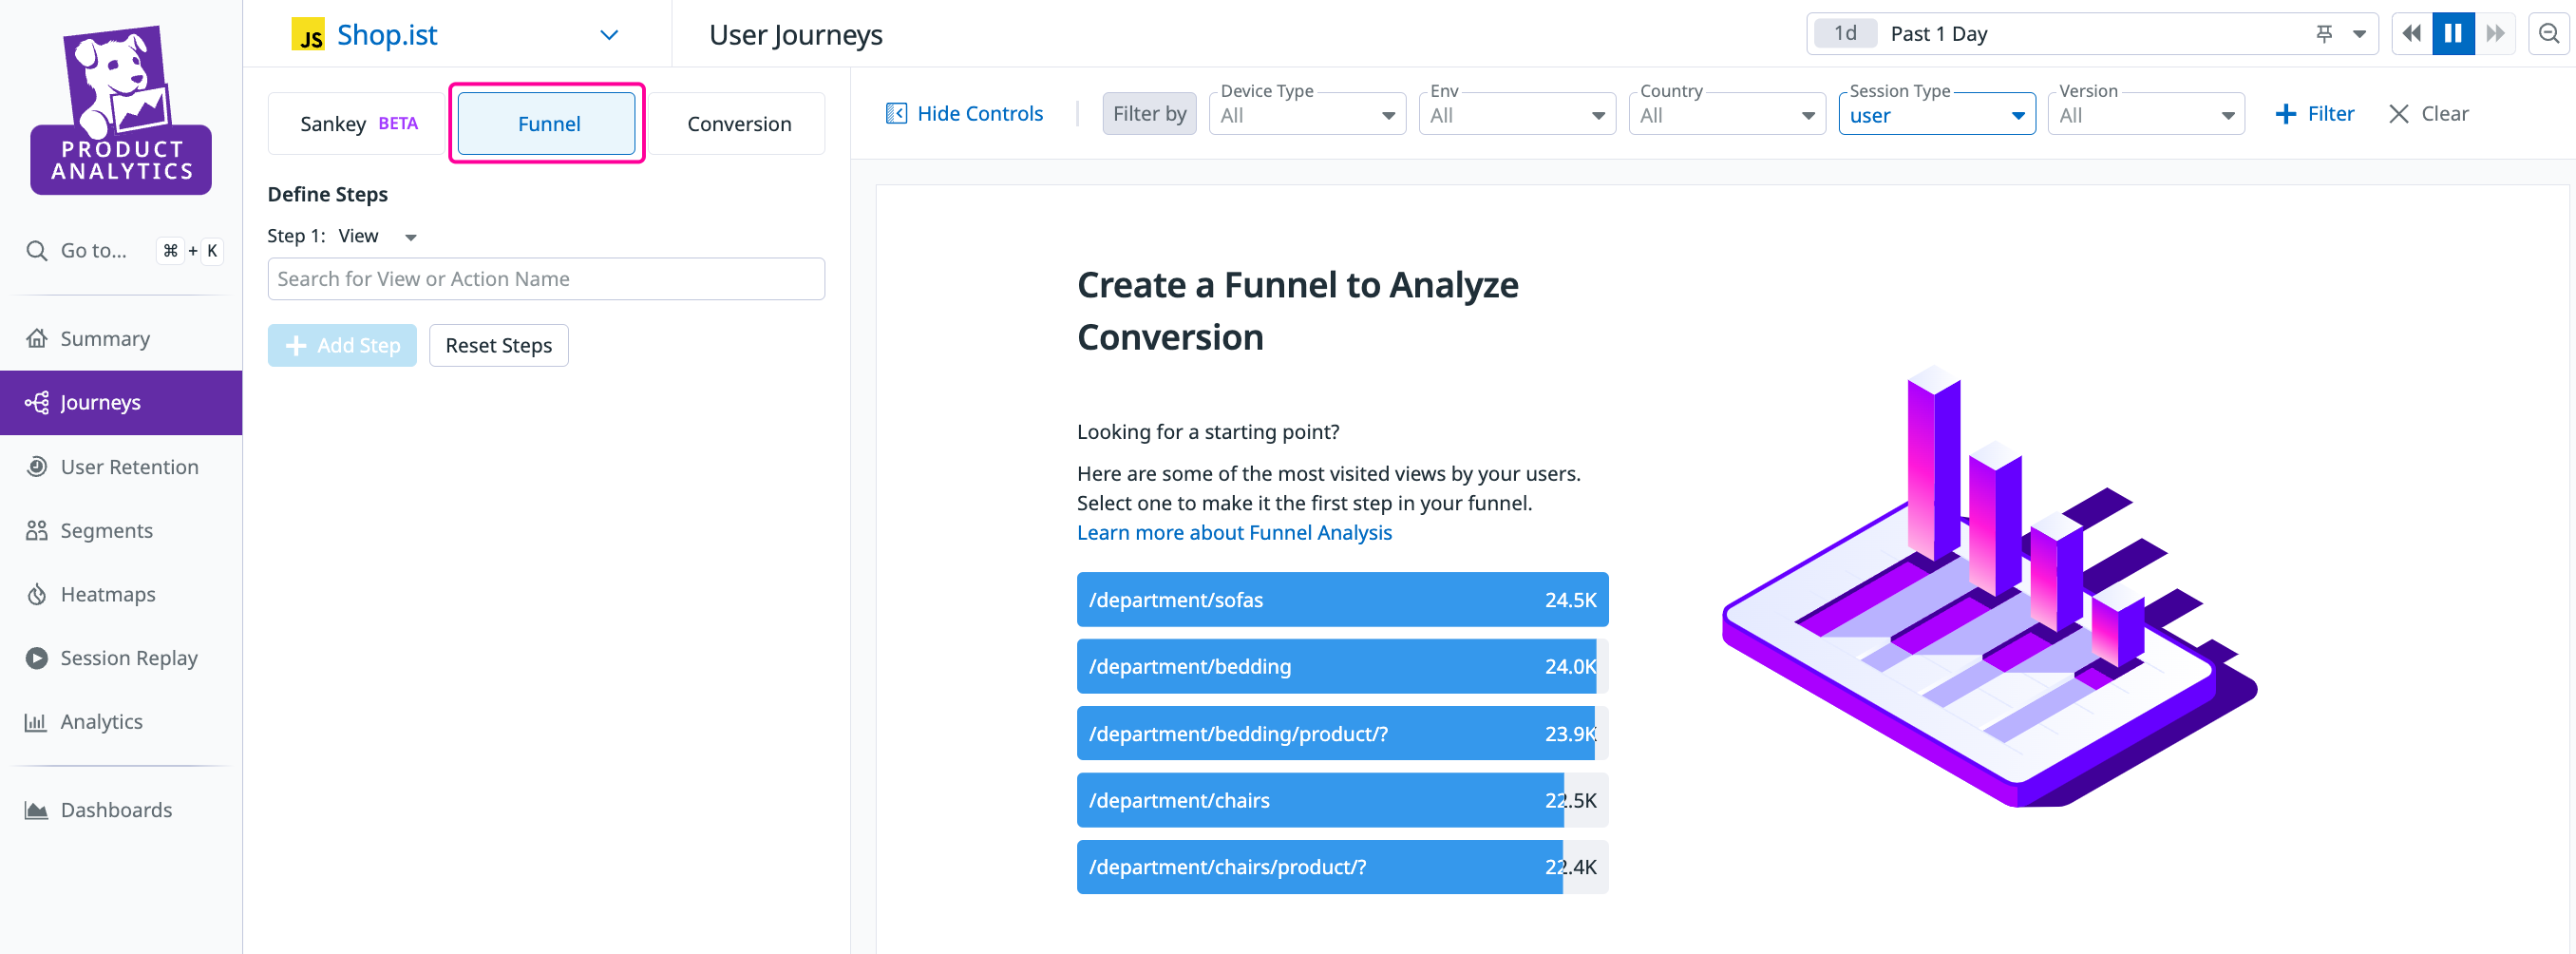 PRODUCT
ANALYTICS
Go to... ⌘ + K
Summary
Journeys
User Retention
Segments
Heatmaps
Session Replay
Analytics
Dashboards
JS Shop.ist
User Journeys
1d Past 1 Day
Sankey BETA
Funnel
Conversion
Define Steps
Step 1: View
Search for View or Action Name
+ Add Step
Reset Steps
Hide Controls
Filter by
Device Type
All
Env
All
Country
All
Session Type
user
Version
All
+ Filter
Clear
Create a Funnel to Analyze
Conversion
Looking for a starting point?
Here are some of the most visited views by your users.
Select one to make it the first step in your funnel.
Learn more about Funnel Analysis
/department/sofas 24.5K
/department/bedding 24.0K
/department/bedding/product/? 23.9K
/department/chairs 22.5K
/department/chairs/product/? 22.4K